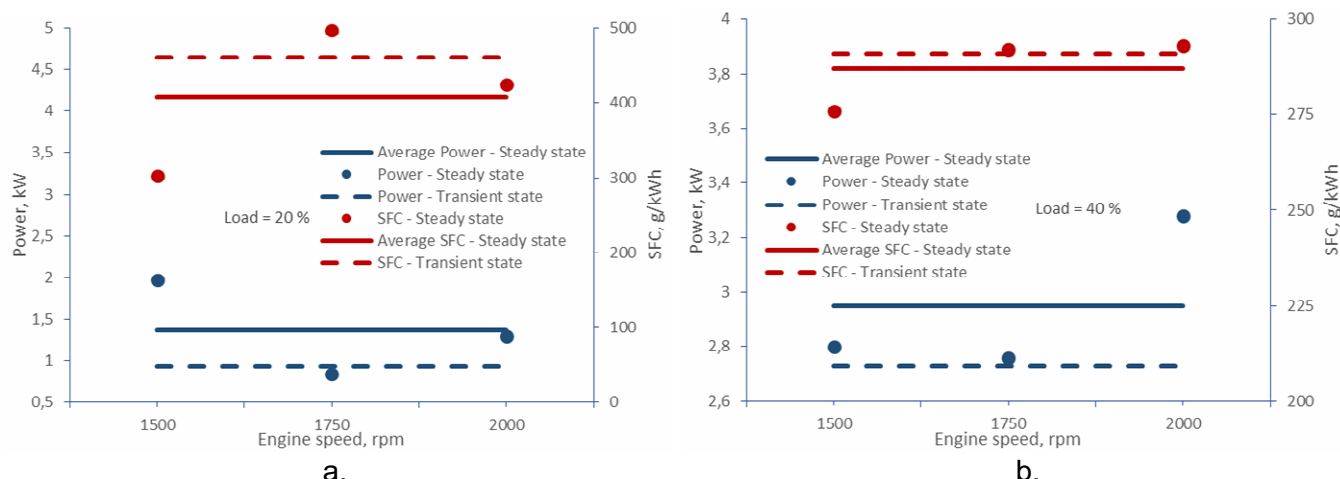 5
4,5
4
3,5
3
2,5
2
1,5
1
0,5
Power, kW
500
400
300
200
100
0
SFC, g/kWh
Average Power - Steady state
Power - Steady state
Power - Transient state
SFC - Steady state
Average SFC - Steady state
SFC - Transient state
Load = 20 %
1500 1750 2000
Engine speed, rpm
a.
4
3,8
3,6
3,4
3,2
3
2,8
2,6
Power, kW
300
275
250
225
200
SFC, g/kWh
Average Power - Steady state
Power - Steady state
Power - Transient state
SFC - Steady state
Average SFC - Steady state
SFC - Transient state
Load = 40 %
1500 1750 2000
Engine speed, rpm
b.